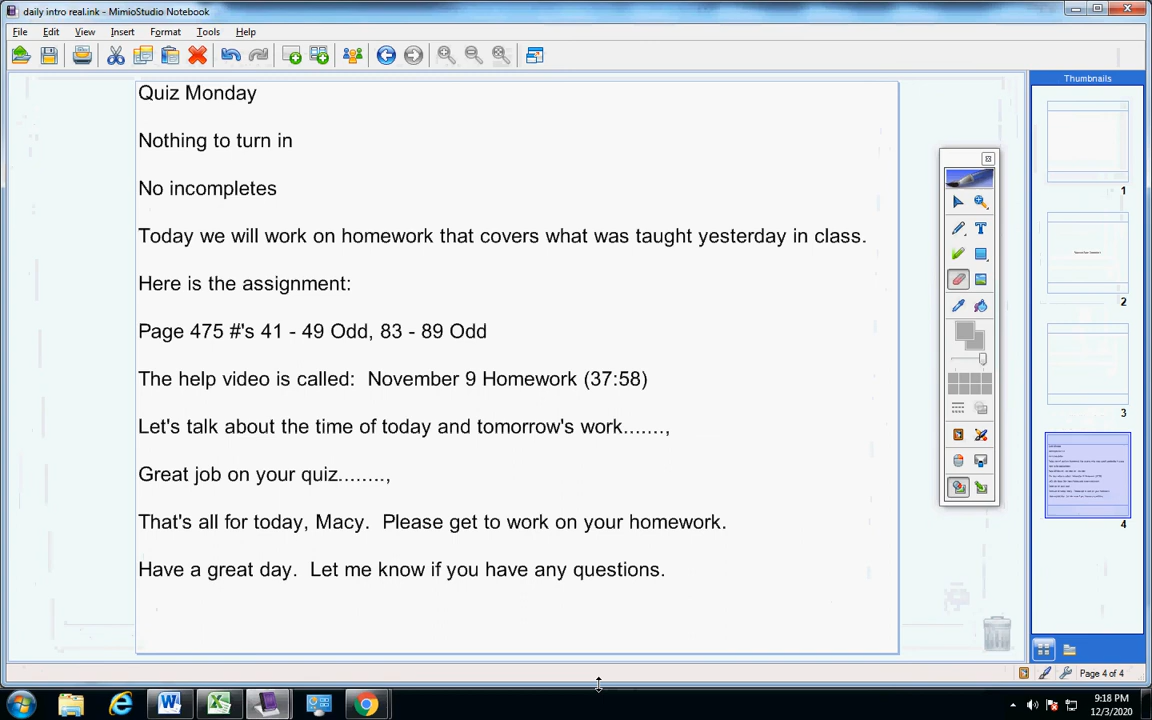 daily intro real.ink - MimioStudio Notebook
File Edit View Insert Format Tools Help
Thumbnails
Quiz Monday
Nothing to turn in
No incompletes
Today we will work on homework that covers what was taught yesterday in class.
Here is the assignment:
Page 475 #'s 41 - 49 Odd, 83 - 89 Odd
The help video is called:  November 9 Homework (37:58)
Let's talk about the time of today and tomorrow's work.......,
Great job on your quiz........,
That's all for today, Macy.  Please get to work on your homework.
Have a great day.  Let me know if you have any questions.
1
2
3
4
Page 4 of 4
9:18 PM
12/3/2020